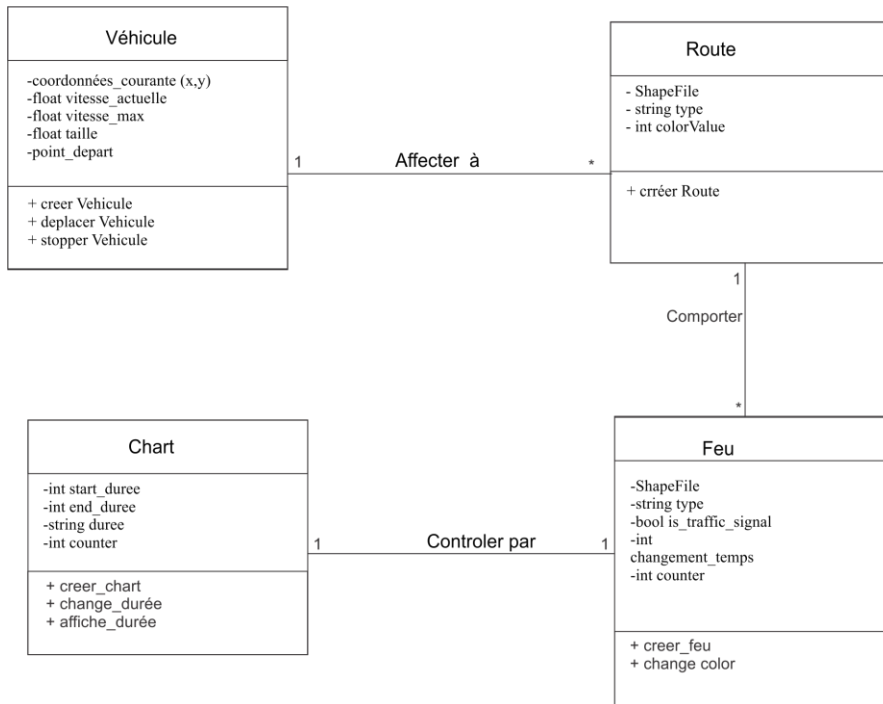 Véhicule
-coordonnées_courante (x,y)
-float vitesse_actuelle
-float vitesse_max
-float taille
-point_depart
+ creer Vehicule
+ deplacer Vehicule
+ stopper Vehicule
1
Affecter à
*
Route
- ShapeFile
- string type
- int colorValue
+ crréer Route
1
Comporter
*
Chart
-int start_duree
-int end_duree
-string duree
-int counter
+ creer_chart
+ change_durée
+ affiche_durée
1
Controler par
1
Feu
-ShapeFile
-string type
-bool is_traffic_signal
-int
changement_temps
-int counter
+ creer_feu
+ change color